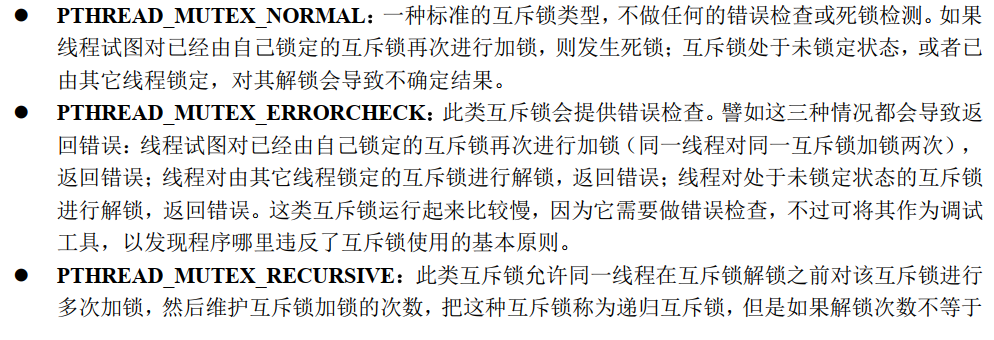 ● PTHREAD_MUTEX_NORMAL：一种标准的互斥锁类型，不做任何的错误检查或死锁检测。如果
线程试图对已经由自己锁定的互斥锁再次进行加锁，则发生死锁；互斥锁处于未锁定状态，或者已
由其它线程锁定，对其解锁会导致不确定结果。
● PTHREAD_MUTEX_ERRORCHECK：此类互斥锁会提供错误检查。譬如这三种情况都会导致返
回错误：线程试图对已经由自己锁定的互斥锁再次进行加锁（同一线程对同一互斥锁加锁两次），
返回错误；线程对由其它线程锁定的互斥锁进行解锁，返回错误；线程对处于未锁定状态的互斥锁
进行解锁，返回错误。这类互斥锁运行起来比较慢，因为它需要做错误检查，不过可将其作为调试
工具，以发现程序哪里违反了互斥锁使用的基本原则。
● PTHREAD_MUTEX_RECURSIVE：此类互斥锁允许同一线程在互斥锁解锁之前对该互斥锁进行
多次加锁，然后维护互斥锁加锁的次数，把这种互斥锁称为递归互斥锁，但是如果解锁次数不等于